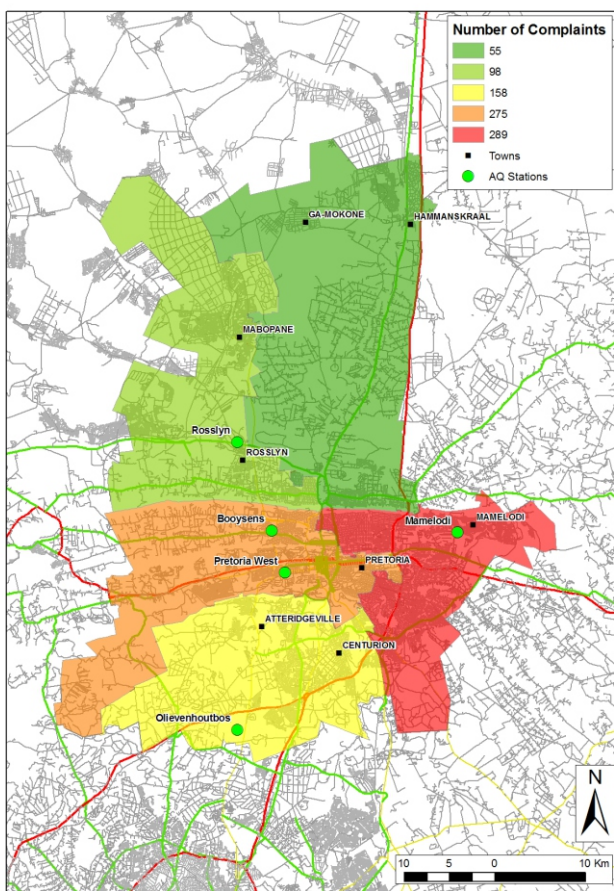 Number of Complaints
55
98
158
275
289
Towns
AQ Stations
GA-MOKONE
HAMMANSKRAAL
MABOPANE
Rosslyn
ROSSLYN
Booysens
Mamelodi
MAMELODI
Pretoria West
PRETORIA
ATTERIDGEVILLE
CENTURION
Olievenhoutbos
N
10 5 0 10 Km